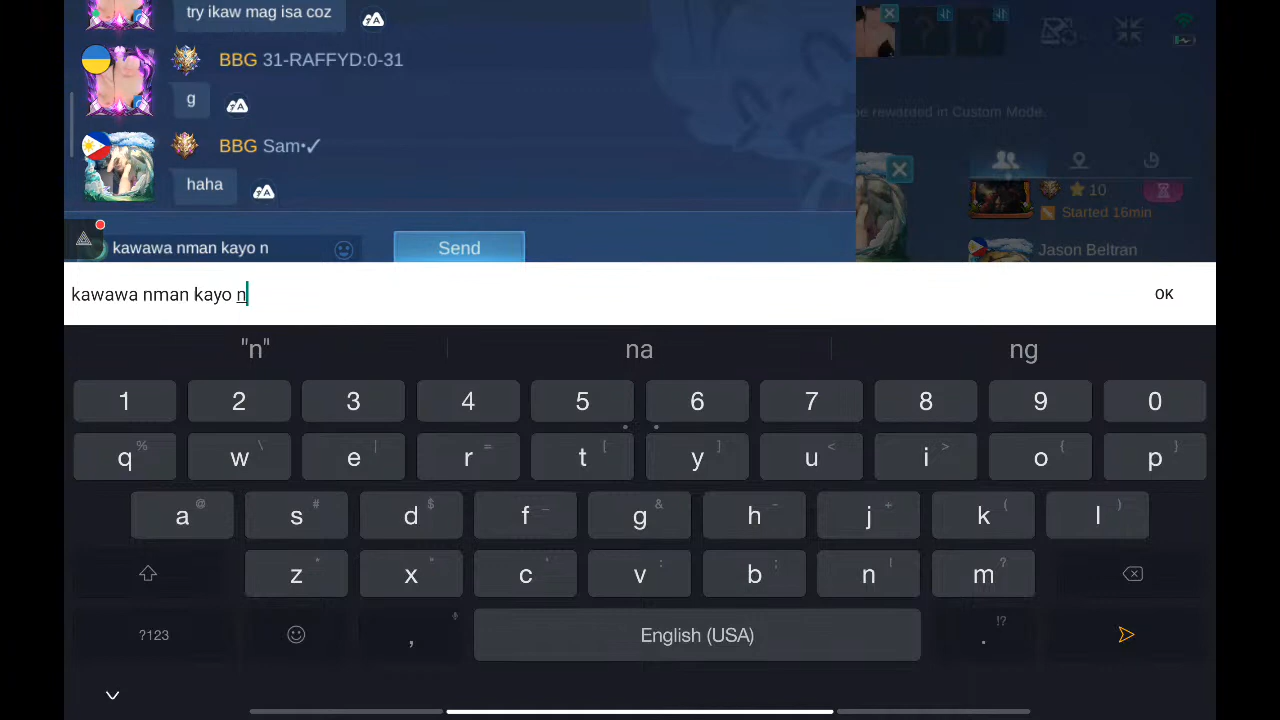 try ikaw mag isa coz
BBG 31-RAFFYD:0-31
g
BBG Sam•✓
haha
kawawa nman kayo n
Send
be rewarded in Custom Mode.
10
Started 16min
Jason Beltran
kawawa nman kayo n
OK
"n" na ng
1 2 3 4 5 6 7 8 9 0
q % w \ e | r = t [ y ] u < i > o { p }
a @ s # d $ f _ g & h - j + k ( l )
z * x " c ' v : b ; n ! m ?
?123 , English (USA) . !?